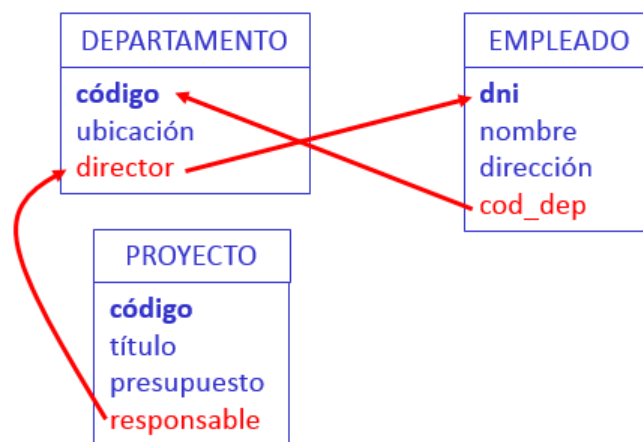 DEPARTAMENTO
código
ubicación
director
EMPLEADO
dni
nombre
dirección
cod_dep
PROYECTO
código
título
presupuesto
responsable